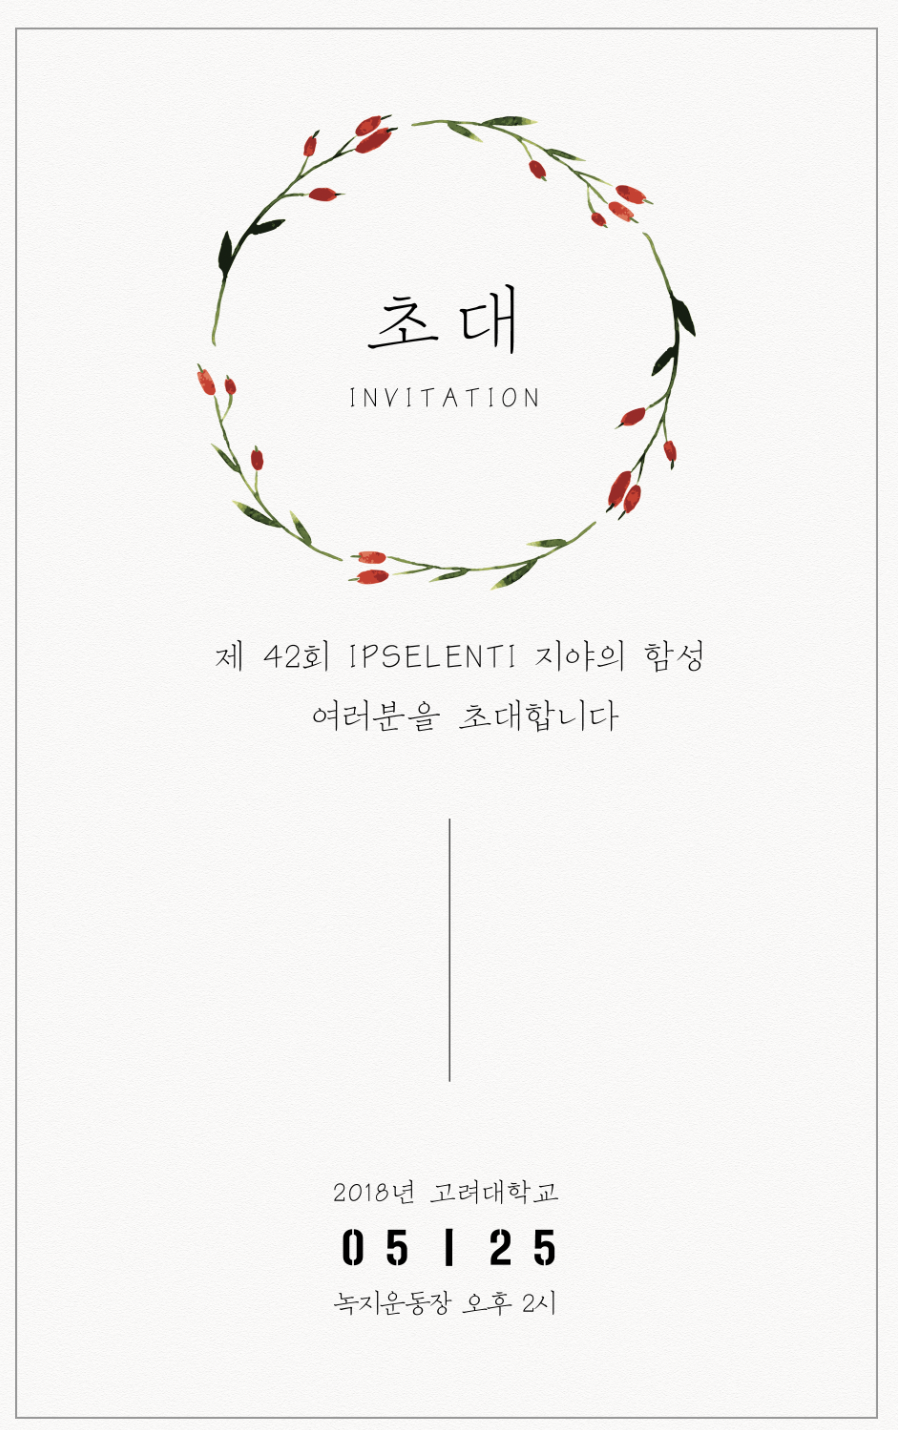 초대
INVITATION
제 42회 IPSELENTI 지야의 함성
여러분을 초대합니다
2018년 고려대학교
05 | 25
녹지운동장 오후 2시